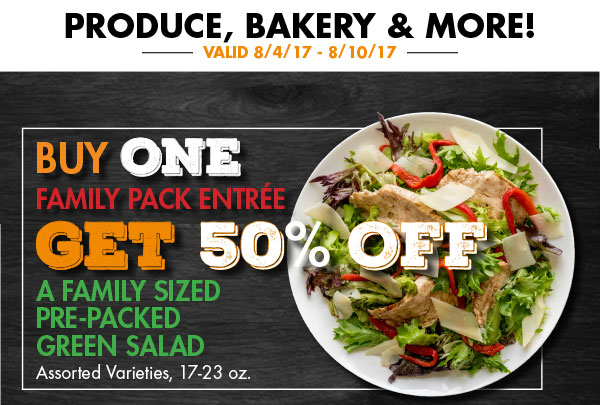 PRODUCE, BAKERY & MORE!
VALID 8/4/17 - 8/10/17
BUY ONE
FAMILY PACK ENTRÉE
GET 50% OFF
A FAMILY SIZED
PRE-PACKED
GREEN SALAD
Assorted Varieties, 17-23 oz.